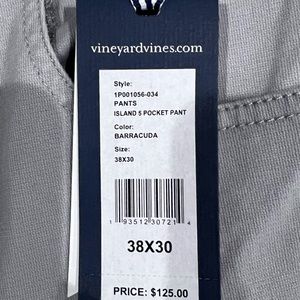 vineyardvines.com
Style:
1P001056-034
PANTS
ISLAND 5 POCKET PANT
Color:
BARRACUDA
Size:
38X30
1 93512 30721 4
38X30
PRICE: $125.00